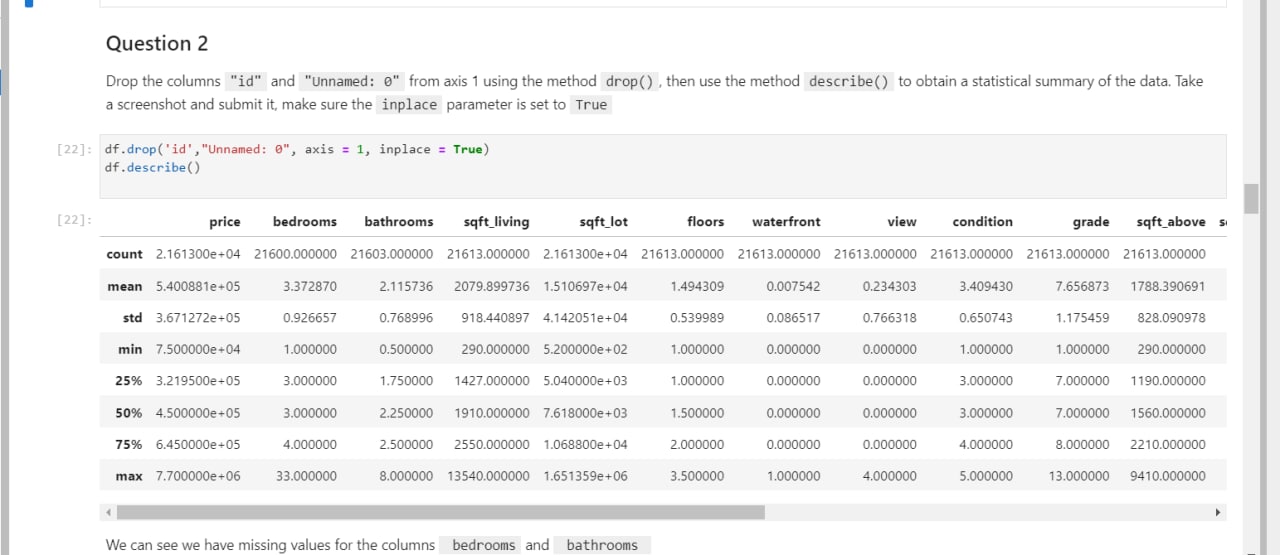 Question 2
Drop the columns "id" and "Unnamed: 0" from axis 1 using the method drop(), then use the method describe() to obtain a statistical summary of the data. Take
a screenshot and submit it, make sure the inplace parameter is set to True
[22]: df.drop('id',"Unnamed: 0", axis = 1, inplace = True)
df.describe()
[22]:
price bedrooms bathrooms sqft_living sqft_lot floors waterfront view condition grade sqft_above
count 2.161300e+04 21600.000000 21603.000000 21613.000000 2.161300e+04 21613.000000 21613.000000 21613.000000 21613.000000 21613.000000 21613.000000
mean 5.400881e+05 3.372870 2.115736 2079.899736 1.510697e+04 1.494309 0.007542 0.234303 3.409430 7.656873 1788.390691
std 3.671272e+05 0.926657 0.768996 918.440897 4.142051e+04 0.539989 0.086517 0.766318 0.650743 1.175459 828.090978
min 7.500000e+04 1.000000 0.500000 290.000000 5.200000e+02 1.000000 0.000000 0.000000 1.000000 1.000000 290.000000
25% 3.219500e+05 3.000000 1.750000 1427.000000 5.040000e+03 1.000000 0.000000 0.000000 3.000000 7.000000 1190.000000
50% 4.500000e+05 3.000000 2.250000 1910.000000 7.618000e+03 1.500000 0.000000 0.000000 3.000000 7.000000 1560.000000
75% 6.450000e+05 4.000000 2.500000 2550.000000 1.068800e+04 2.000000 0.000000 0.000000 4.000000 8.000000 2210.000000
max 7.700000e+06 33.000000 8.000000 13540.000000 1.651359e+06 3.500000 1.000000 4.000000 5.000000 13.000000 9410.000000
We can see we have missing values for the columns bedrooms and bathrooms